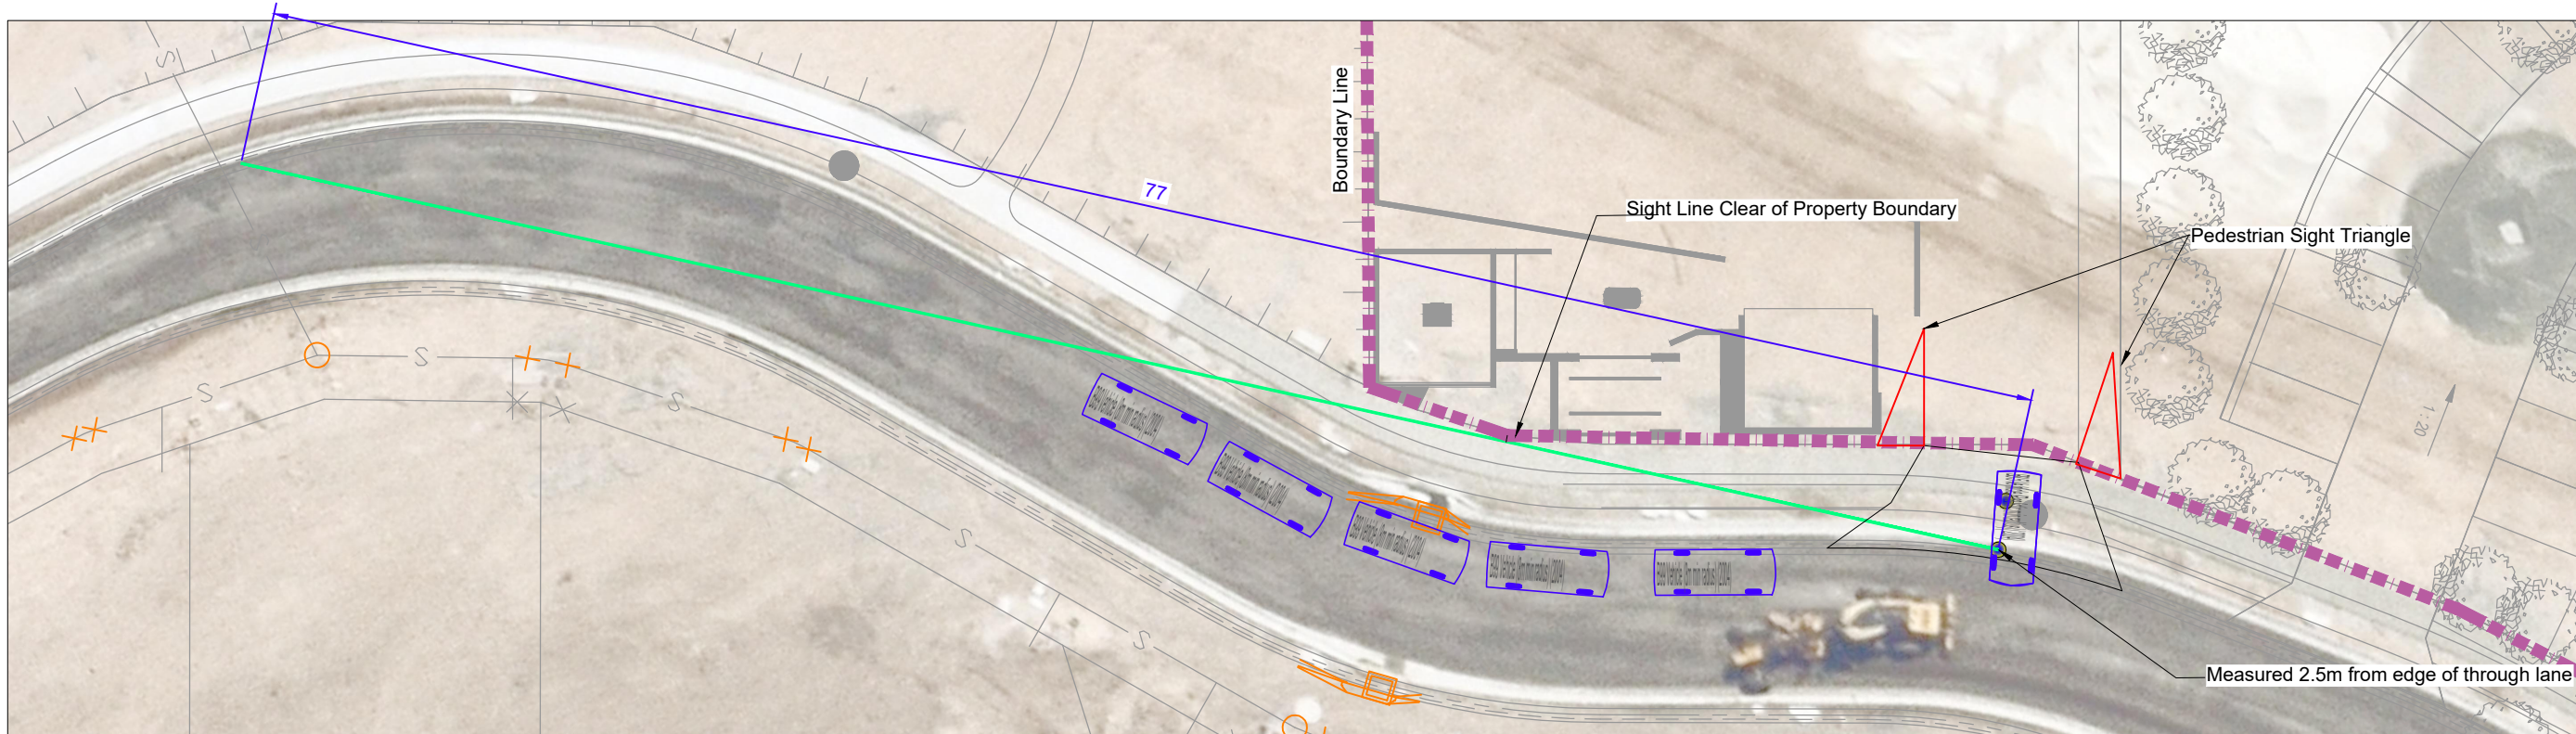 Boundary Line
77
Sight Line Clear of Property Boundary
Pedestrian Sight Triangle
S
S
S
S
S
S
1:20
Measured 2.5m from edge of through lane